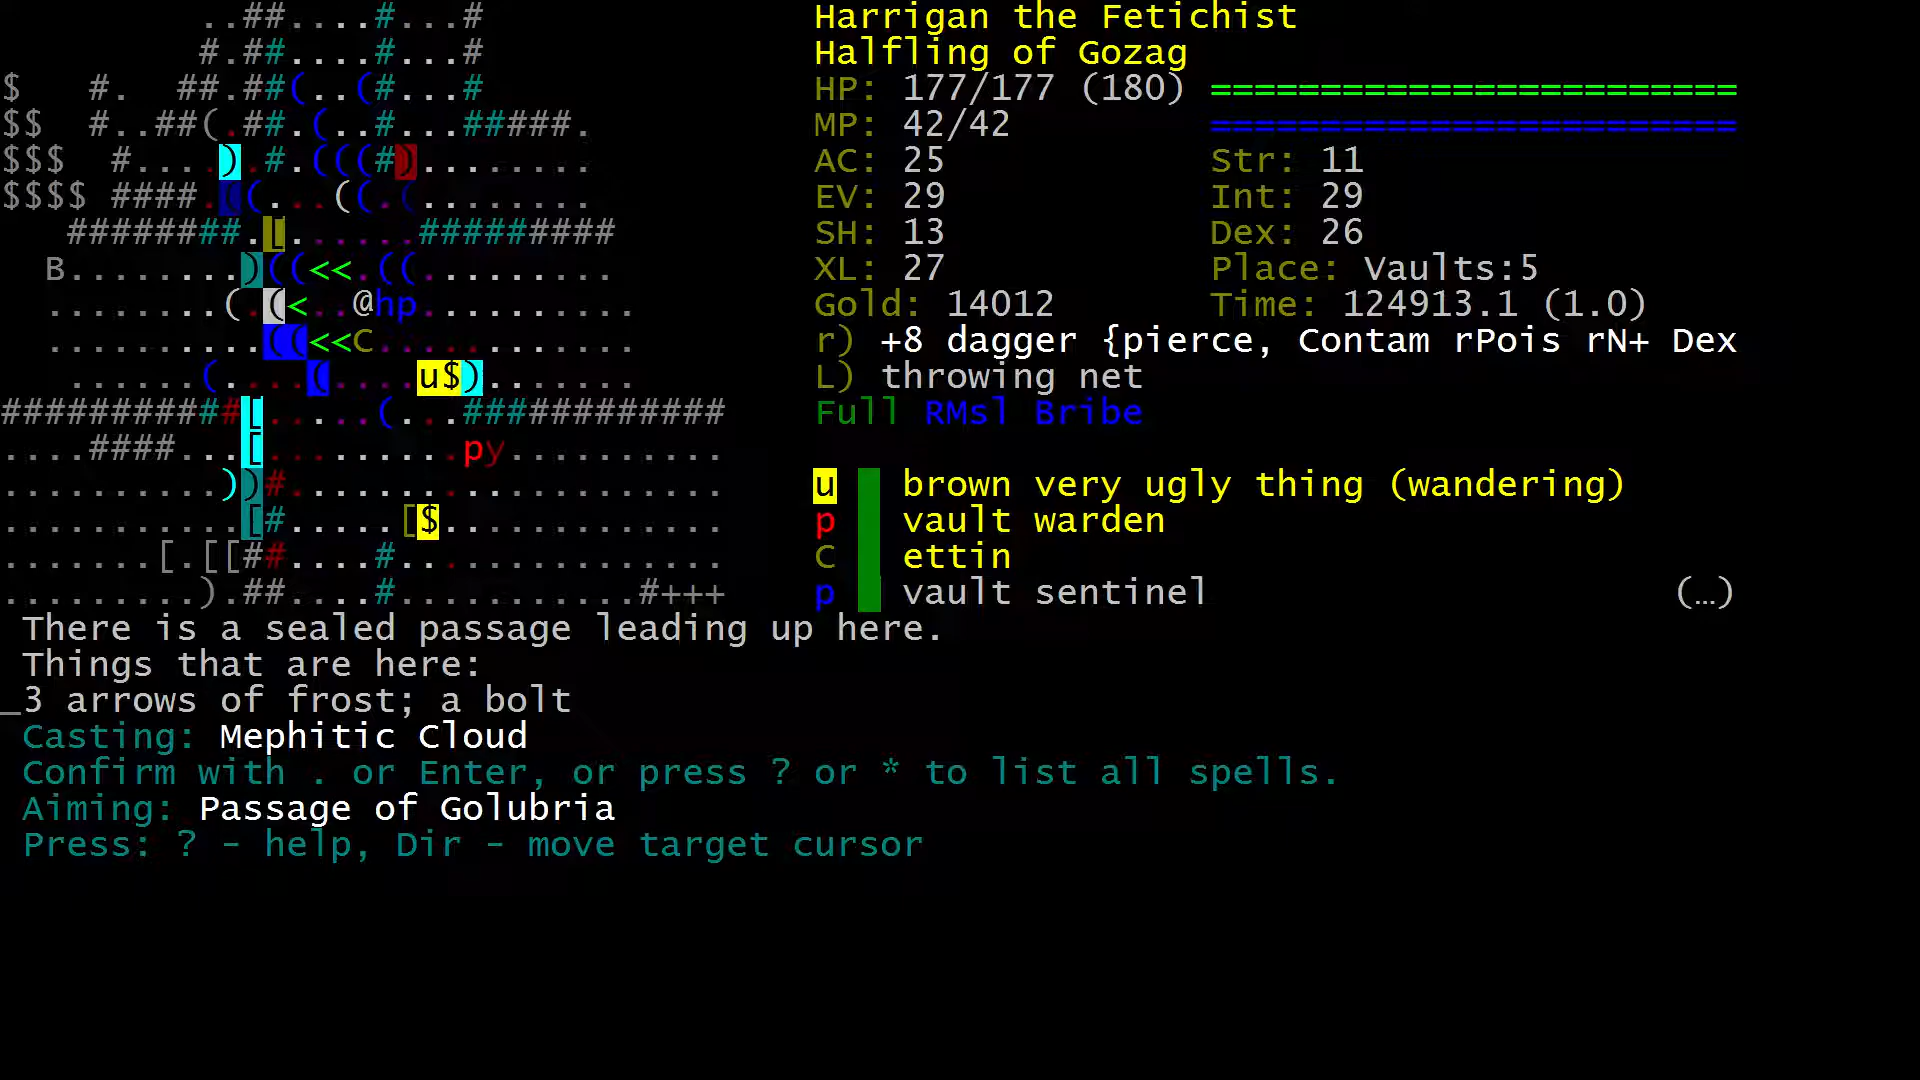 ..##....#...#
#.##....#...#
$ #. ##.##(..(#...#
$$ #..##(.##.(..#...#####.
$$$ #....).#.(((#)........
$$$$ ####.((...((.(........
########.[......#########
B........)((<<.((.........
........(.(<..@hp..........
..........((<<C............
......(....(....u$).......
###########[.....(...############
....####...[.........py..........
..........))#....................
...........[#.....[$.............
.......[.[[##....#...............
.........).##....#...........#+++
Harrigan the Fetichist
Halfling of Gozag
HP: 177/177 (180) ========================
MP: 42/42 ========================
AC: 25 Str: 11
EV: 29 Int: 29
SH: 13 Dex: 26
XL: 27 Place: Vaults:5
Gold: 14012 Time: 124913.1 (1.0)
r) +8 dagger {pierce, Contam rPois rN+ Dex
L) throwing net
Full RMsl Bribe
u brown very ugly thing (wandering)
p vault warden
C ettin
p vault sentinel (…)
There is a sealed passage leading up here.
Things that are here:
_3 arrows of frost; a bolt
Casting: Mephitic Cloud
Confirm with . or Enter, or press ? or * to list all spells.
Aiming: Passage of Golubria
Press: ? - help, Dir - move target cursor